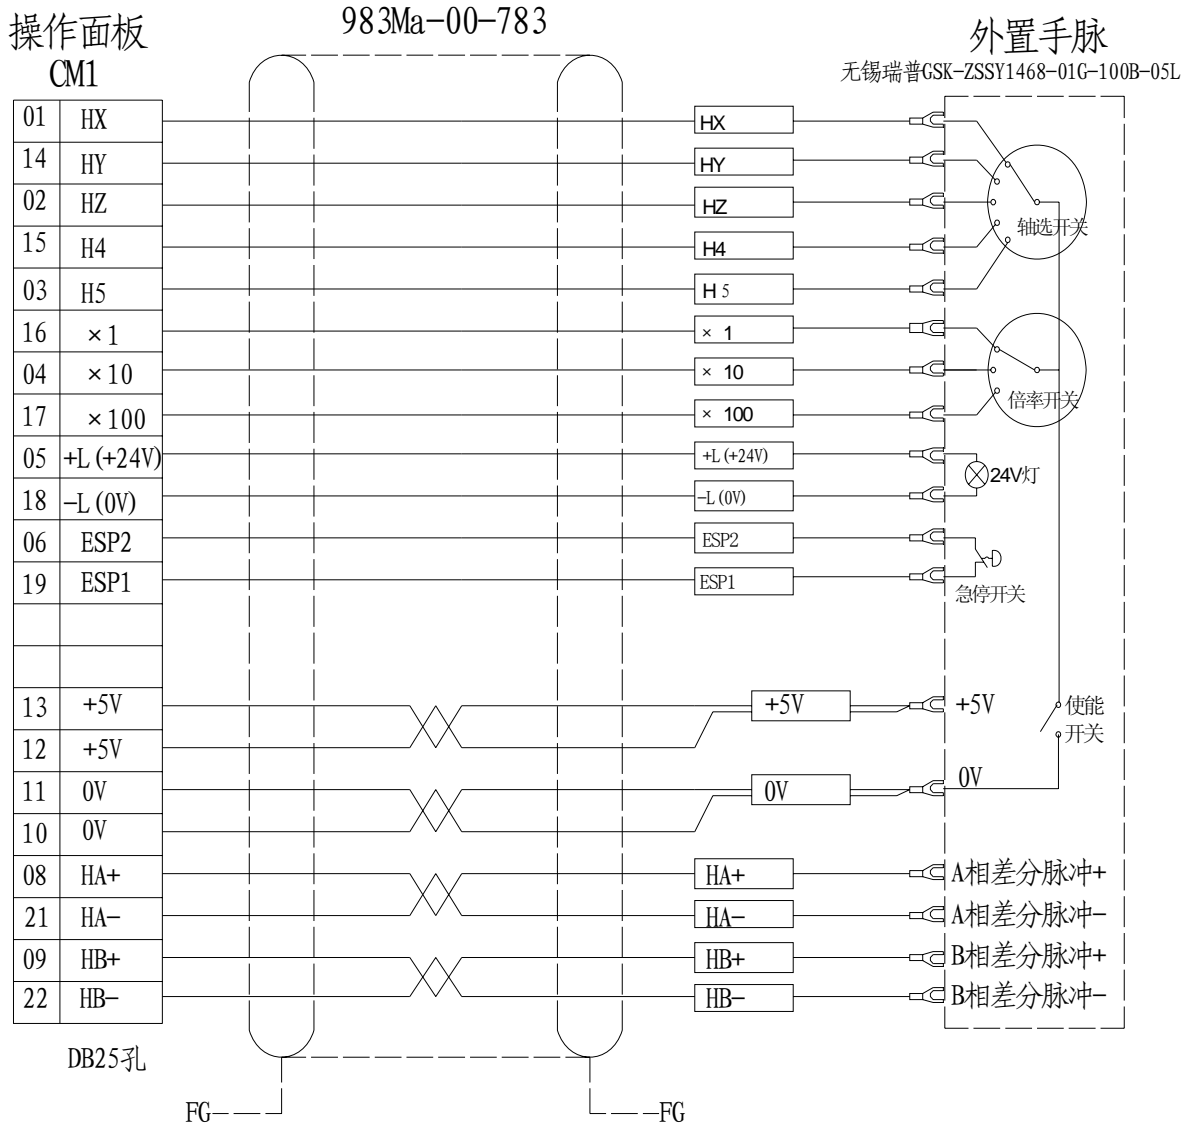 操作面板
CM1
983Ma-00-783
外置手脉
无锡瑞普GSK-ZSSY1468-01G-100B-05L
01 HX HX
14 HY HY
02 HZ HZ
轴选开关
15 H4 H4
03 H5 H 5
16 ×1 × 1
04 ×10 × 10
倍率开关
17 ×100 × 100
05 +L(+24V) +L(+24V)
24V灯
18 -L(0V) -L(0V)
06 ESP2 ESP2
19 ESP1 ESP1
急停开关
13 +5V +5V +5V 使能
开关
12 +5V
11 0V 0V 0V
10 0V
08 HA+ HA+ A相差分脉冲+
21 HA- HA- A相差分脉冲-
09 HB+ HB+ B相差分脉冲+
22 HB- HB- B相差分脉冲-
DB25孔
FG FG